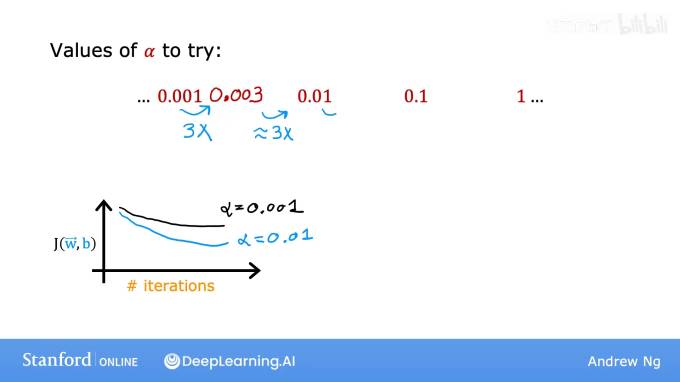 bilibili
Values of α to try:
... 0.001 0.003 0.01 0.1 1 ...
3X ≈3X
α=0.001
J(w⃗, b) α=0.01
# iterations
Stanford ONLINE DeepLearning.AI Andrew Ng